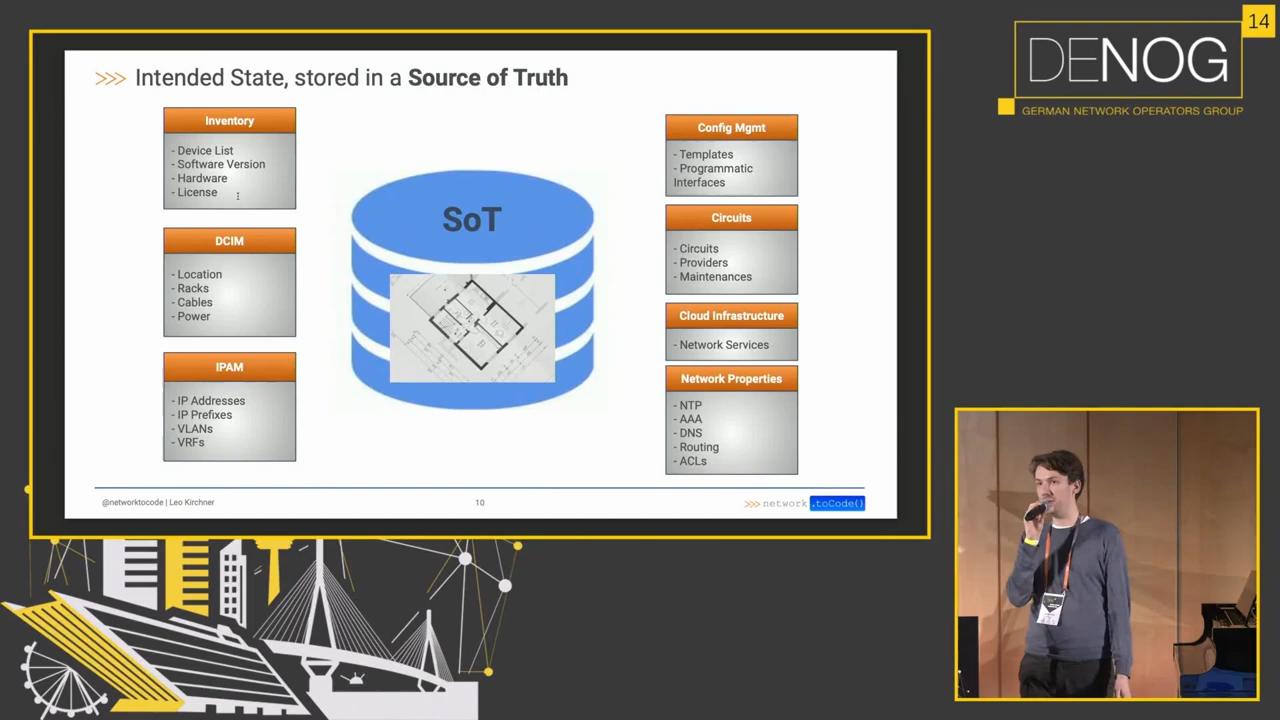 14
DENOG
GERMAN NETWORK OPERATORS GROUP
>>> Intended State, stored in a Source of Truth
Inventory
- Device List
- Software Version
- Hardware
- License
DCIM
- Location
- Racks
- Cables
- Power
IPAM
- IP Addresses
- IP Prefixes
- VLANs
- VRFs
SoT
Config Mgmt
- Templates
- Programmatic
Interfaces
Circuits
- Circuits
- Providers
- Maintenances
Cloud Infrastructure
- Network Services
Network Properties
- NTP
- AAA
- DNS
- Routing
- ACLs
@networktocode | Leo Kirchner
10
>>> network.toCode()